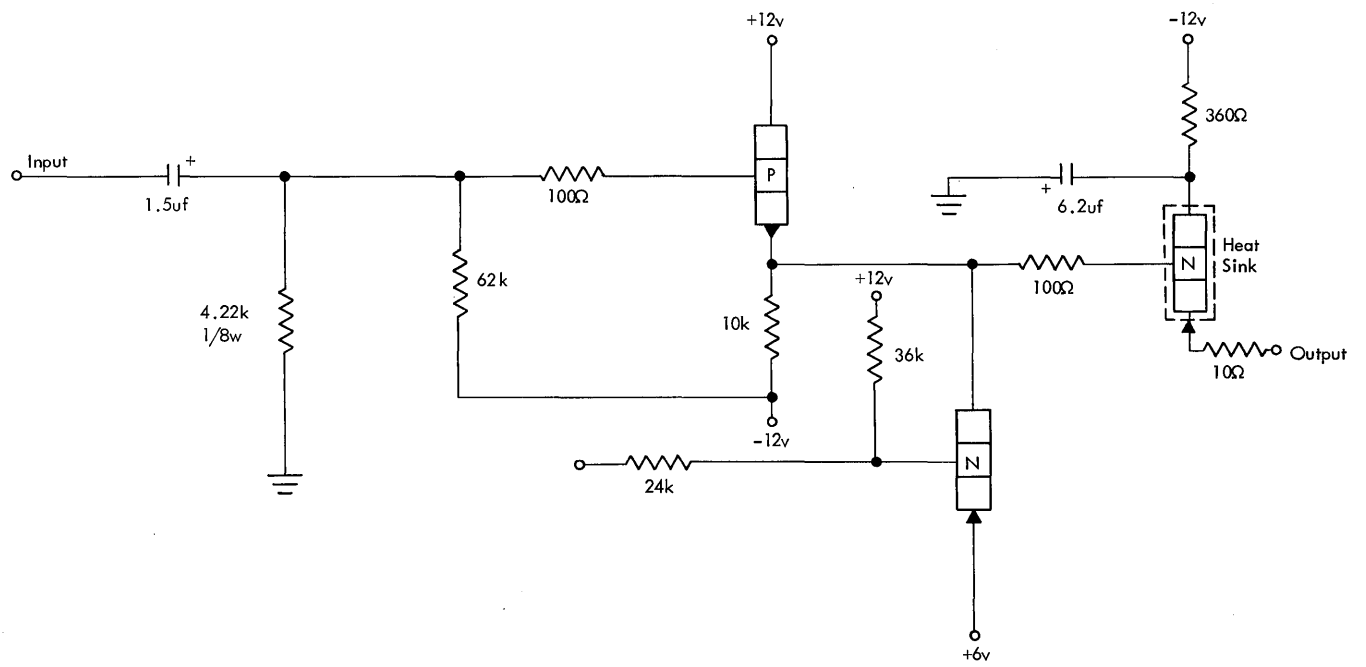 +12v
-12v
360Ω
Input
+
1.5uf
100Ω
P
+
6.2uf
Heat
Sink
N
62k
+12v
100Ω
4.22k
1/8w
10k
36k
Output
10Ω
-12v
24k
N
+6v